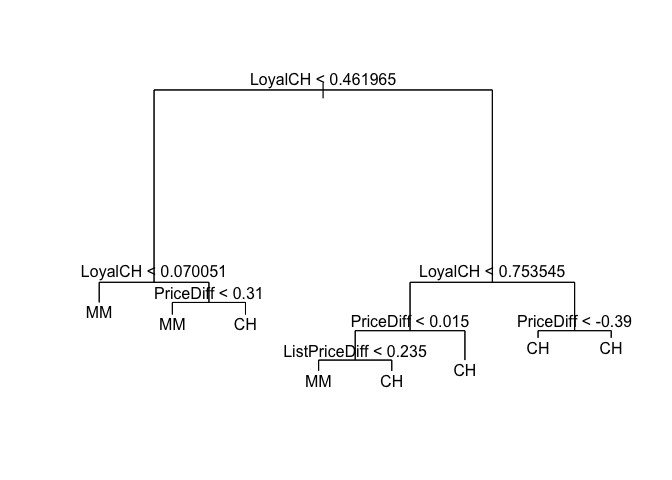 LoyalCH < 0.461965
LoyalCH < 0.070051
LoyalCH < 0.753545
PriceDiff < 0.31
MM
MM
CH
PriceDiff < 0.015
PriceDiff < -0.39
ListPriceDiff < 0.235
CH
CH
CH
MM
CH